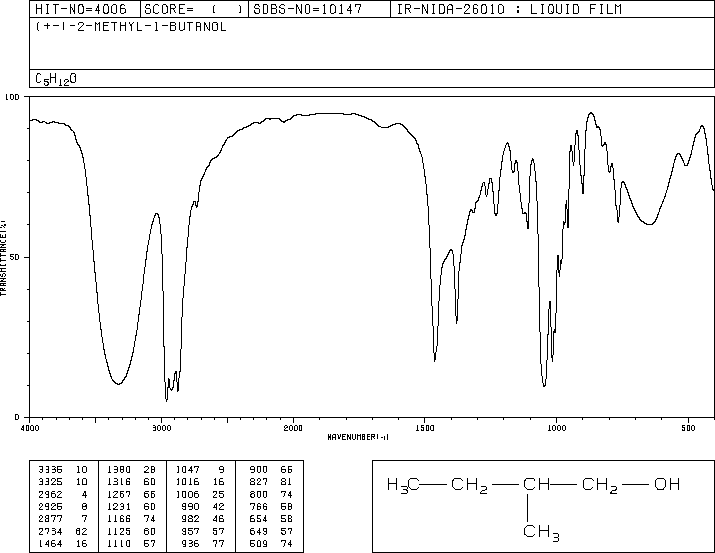 HIT-NO=4006 SCORE= ( ) SDBS-NO=10147 IR-NIDA-26010 : LIQUID FILM
(+-)-2-METHYL-1-BUTANOL
C5H12O
100
50
0
TRANSMITTANCE(%)
4000 3000 2000 1500 1000 500
WAVENUMBER(-1)
3336 10 1380 28 1047 9 900 66
3325 10 1316 60 1016 16 827 81
2962 4 1267 66 1006 25 800 74
2925 8 1231 60 990 42 766 58
2877 7 1166 74 982 46 654 58
2734 62 1125 60 957 57 649 57
1464 16 1110 57 936 77 509 74
H3C CH2 CH CH2 OH
CH3